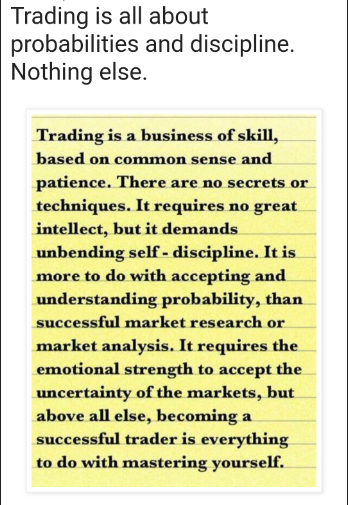 Trading is all about
probabilities and discipline.
Nothing else.
Trading is a business of skill,
based on common sense and
patience. There are no secrets or
techniques. It requires no great
intellect, but it demands
unbending self - discipline. It is
more to do with accepting and
understanding probability, than
successful market research or
market analysis. It requires the
emotional strength to accept the
uncertainty of the markets, but
above all else, becoming a
successful trader is everything
to do with mastering yourself.